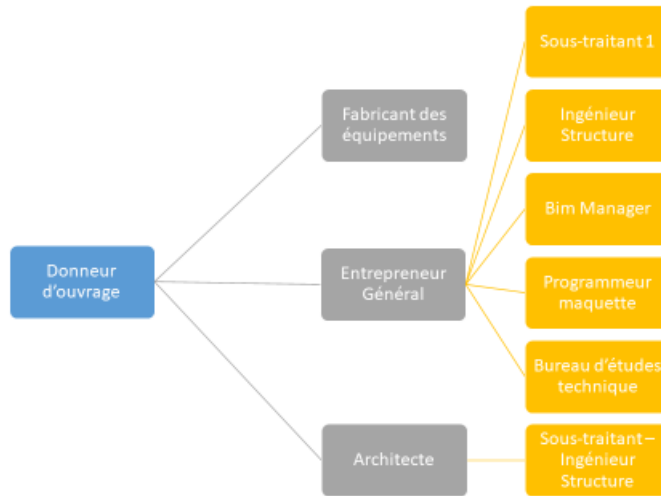 Sous-traitant 1
Fabricant des
équipements
Ingénieur
Structure
Bim Manager
Donneur
d'ouvrage
Entrepreneur
Général
Programmeur
maquette
Bureau d'études
technique
Architecte
Sous-traitant –
Ingénieur
Structure